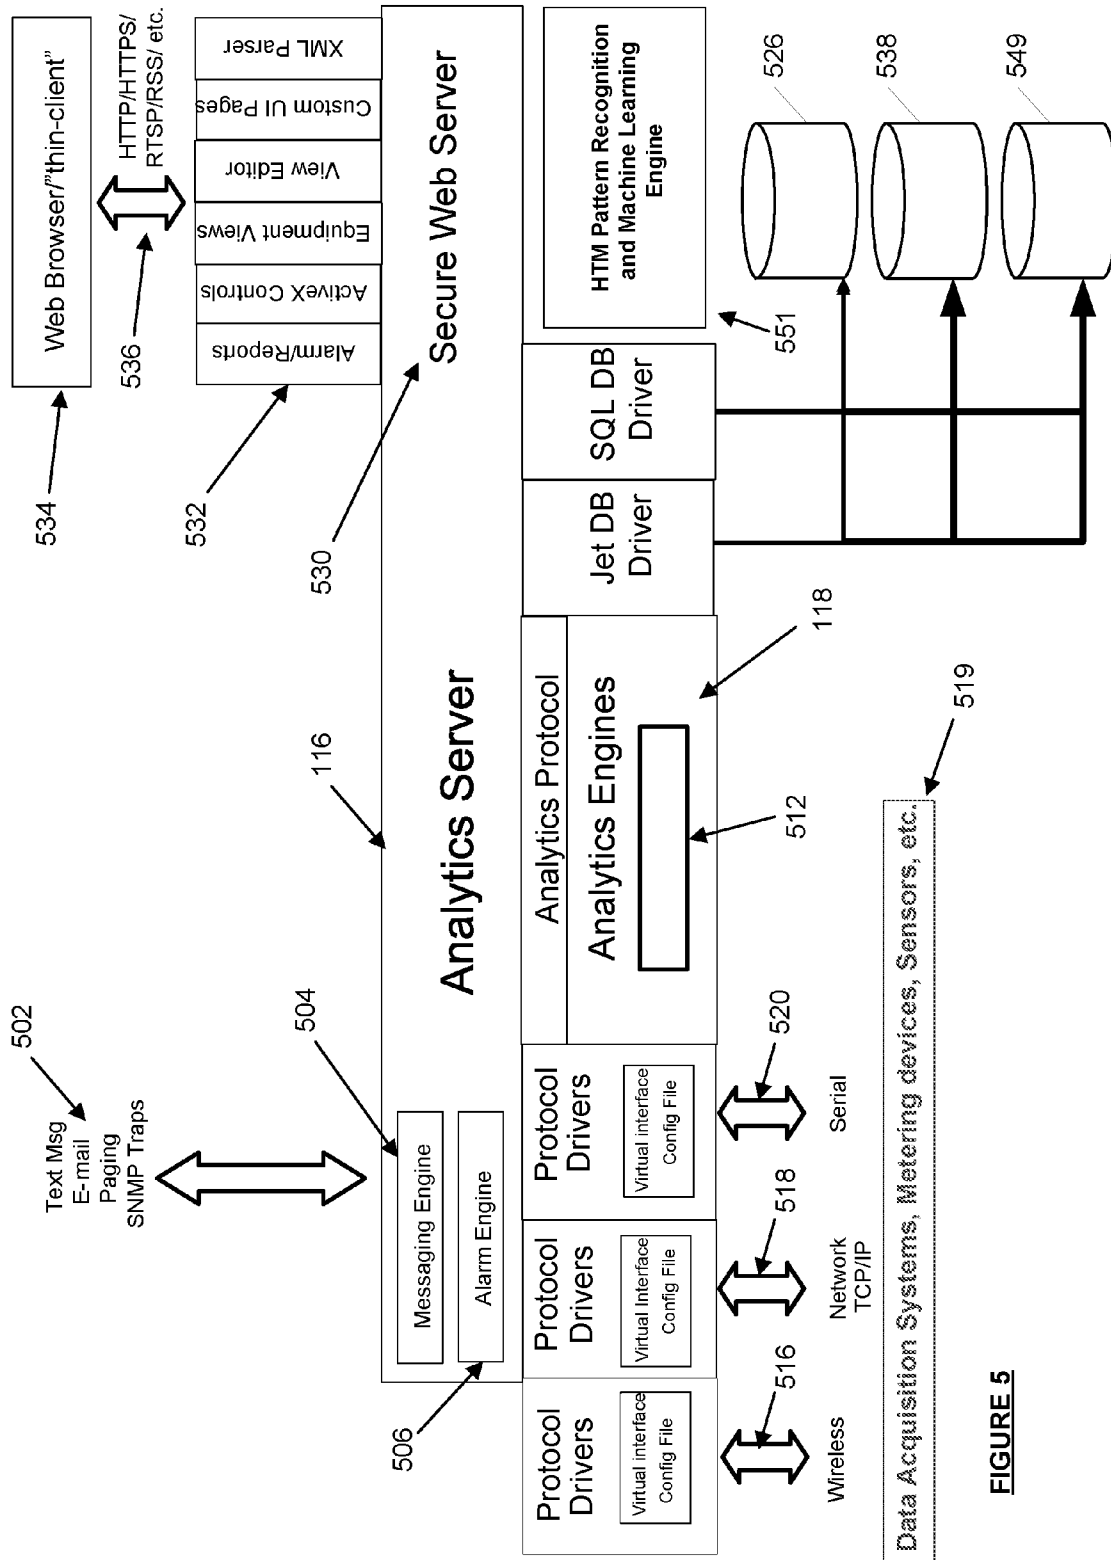 502
Text Msg
E-mail
Paging
SNMP Traps
504
116
534
Web Browser/"thin-client"
536
HTTP/HTTPS/
RTSP/RSS/ etc.
532
Alarm/Reports
ActiveX Controls
Equipment Views
View Editor
Custom UI Pages
XML Parser
530
506
Messaging Engine
Alarm Engine
Analytics Server
Secure Web Server
Protocol
Drivers
Virtual interface
Config File
Protocol
Drivers
Virtual Interface
Config File
Protocol
Drivers
Virtual interface
Config File
Analytics Protocol
Analytics Engines
512
118
Jet DB
Driver
SQL DB
Driver
HTM Pattern Recognition
and Machine Learning
Engine
551
526
538
549
516
518
520
Wireless
Network
TCP/IP
Serial
519
Data Acquisition Systems, Metering devices, Sensors, etc.
FIGURE 5